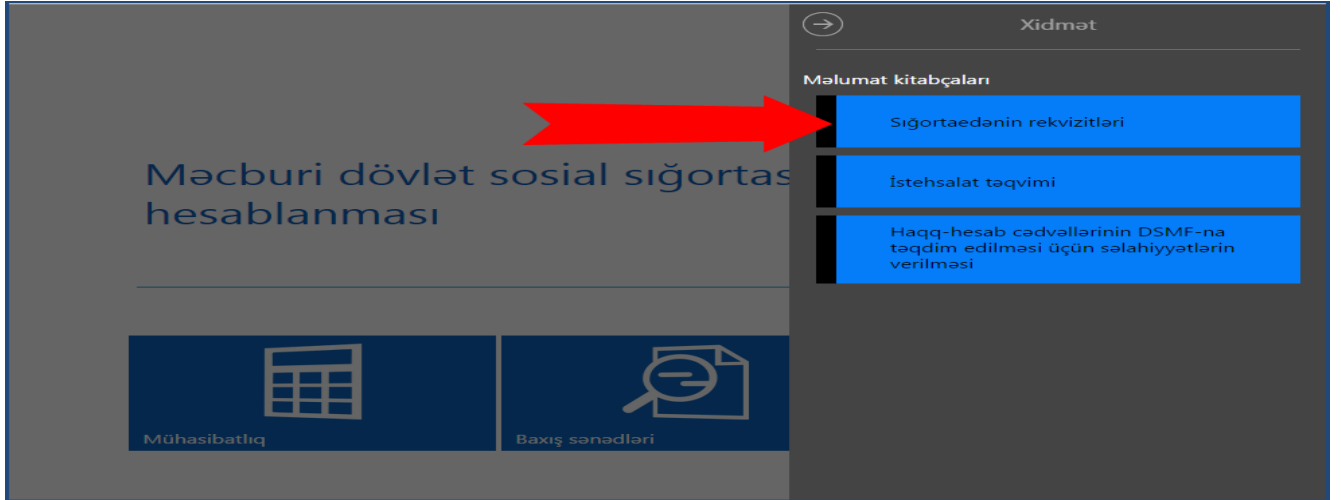 Xidmət
Məlumat kitabçaları
Sığortaedənin rekvizitləri
İstehsalat təqvimi
Haqq-hesab cədvəllərinin DSMF-na
təqdim edilməsi üçün səlahiyyətlərin
verilməsi
Məcburi dövlət sosial sığortas
hesablanması
Mühasibatlıq
Baxış sənədləri